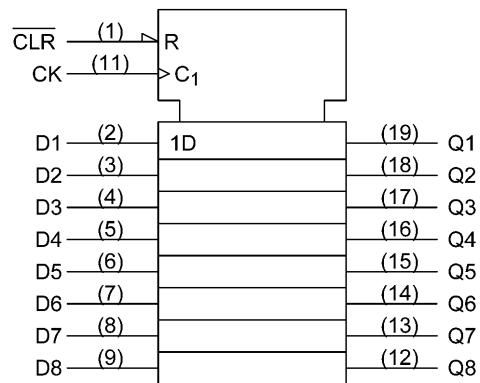 CLR (1) R
CK (11) C1
D1 (2) 1D (19) Q1
D2 (3) (18) Q2
D3 (4) (17) Q3
D4 (5) (16) Q4
D5 (6) (15) Q5
D6 (7) (14) Q6
D7 (8) (13) Q7
D8 (9) (12) Q8